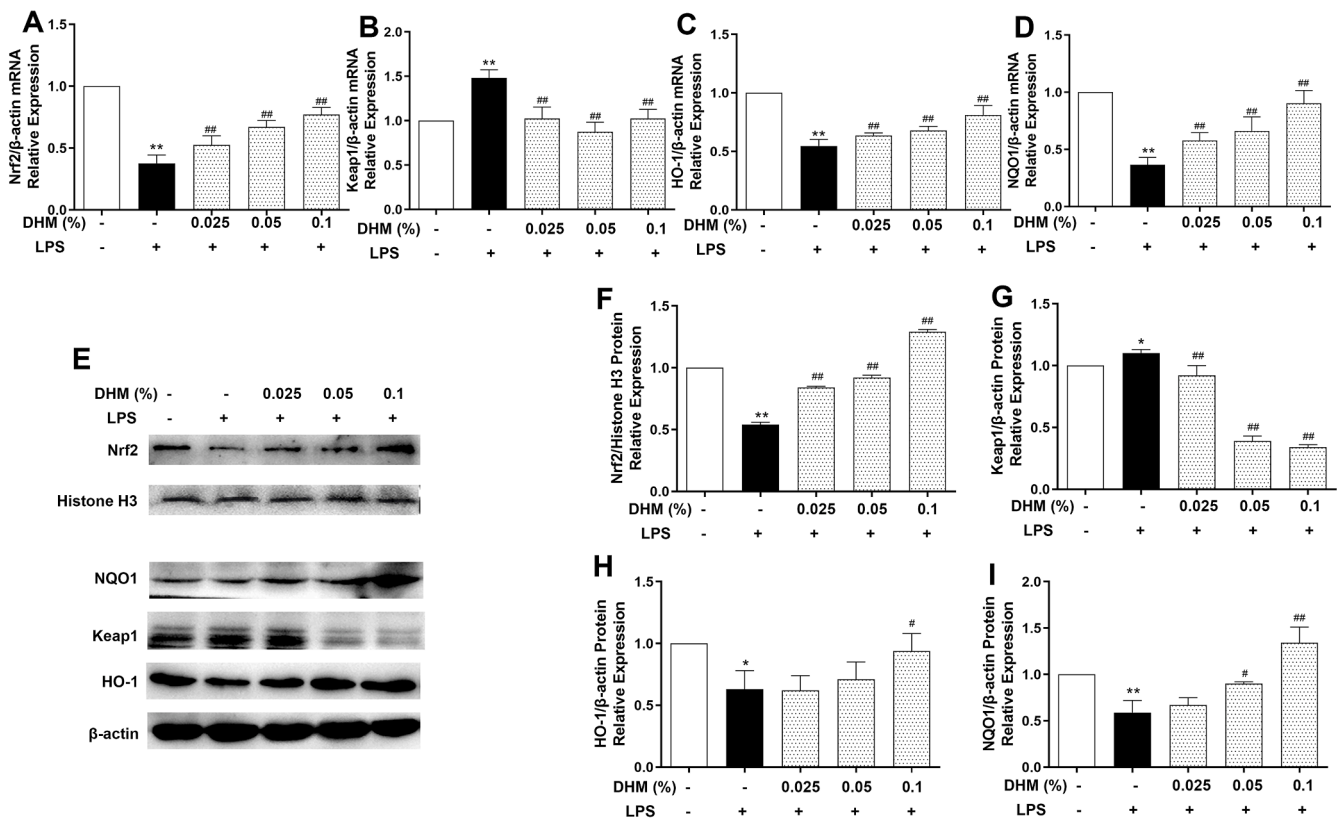 A
Nrf2/β-actin mRNA
Relative Expression
1.5
1.0
0.5
0.0
**
##
##
##
DHM (%) - - 0.025 0.05 0.1
LPS - + + + +
B
Keap1/β-actin mRNA
Relative Expression
2.0
1.5
1.0
0.5
0.0
**
##
##
##
DHM (%) - - 0.025 0.05 0.1
LPS - + + + +
C
HO-1/β-actin mRNA
Relative Expression
1.5
1.0
0.5
0.0
**
##
##
##
DHM (%) - - 0.025 0.05 0.1
LPS - + + + +
D
NQO1/β-actin mRNA
Relative Expression
1.5
1.0
0.5
0.0
**
##
##
##
DHM (%) - - 0.025 0.05 0.1
LPS - + + + +
E
DHM (%) - - 0.025 0.05 0.1
LPS - + + + +
Nrf2
Histone H3
NQO1
Keap1
HO-1
β-actin
F
Nrf2/Histone H3 Protein
Relative Expression
1.5
1.0
0.5
0.0
**
##
##
##
DHM (%) - - 0.025 0.05 0.1
LPS - + + + +
G
Keap1/β-actin Protein
Relative Expression
1.5
1.0
0.5
0.0
*
##
##
##
DHM (%) - - 0.025 0.05 0.1
LPS - + + + +
H
HO-1/β-actin Protein
Relative Expression
1.5
1.0
0.5
0.0
*
#
DHM (%) - - 0.025 0.05 0.1
LPS - + + + +
I
NQO1/β-actin Protein
Relative Expression
2.0
1.5
1.0
0.5
0.0
**
#
##
DHM (%) - - 0.025 0.05 0.1
LPS - + + + +